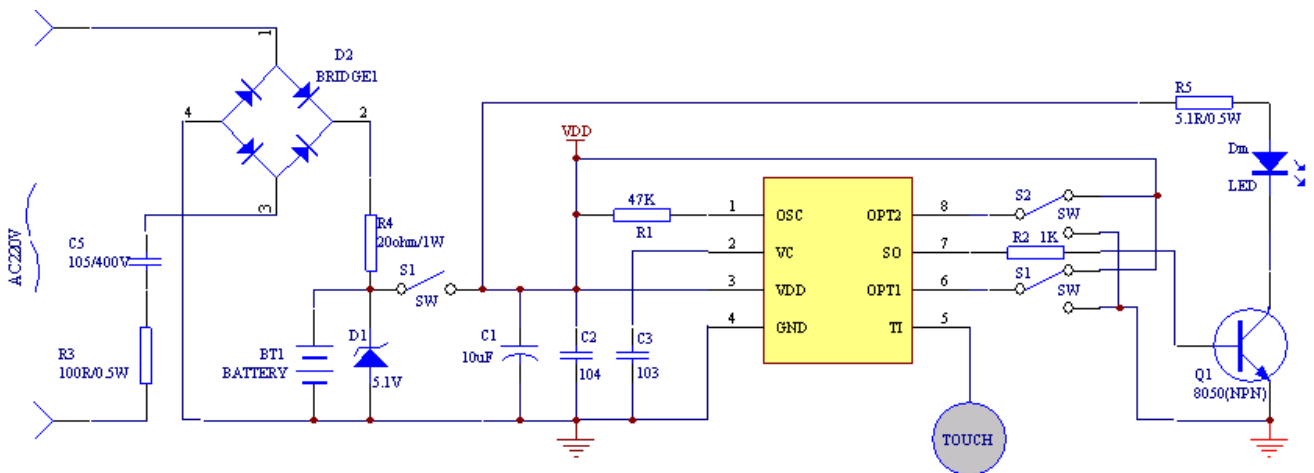 1
D2
BRIDGE1
4
2
3
AC220V
C5
105/400V
R3
100R/0.5W
R4
20ohm/1W
S1
SW
BT1
BATTERY
D1
5.1V
VDD
47K
R1
C1
10uF
C2
104
C3
103
1
OSC
2
VC
3
VDD
4
GND
OPT2
8
SO
7
OPT1
6
TI
5
S2
SW
R2 1K
S1
SW
TOUCH
R5
5.1R/0.5W
Dm
LED
Q1
8050(NPN)